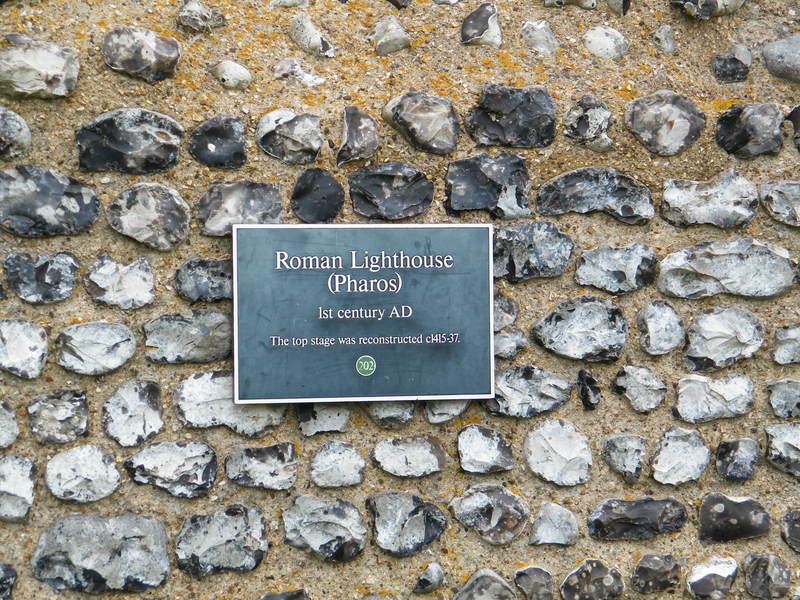 Roman Lighthouse
(Pharos)
1st century AD
The top stage was reconstructed c1415-37.
202